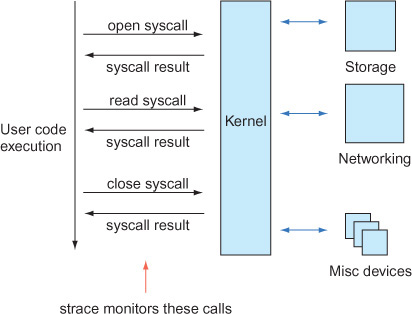 open syscall
syscall result
Storage
read syscall
Kernel
User code
execution
syscall result
Networking
close syscall
syscall result
Misc devices
strace monitors these calls